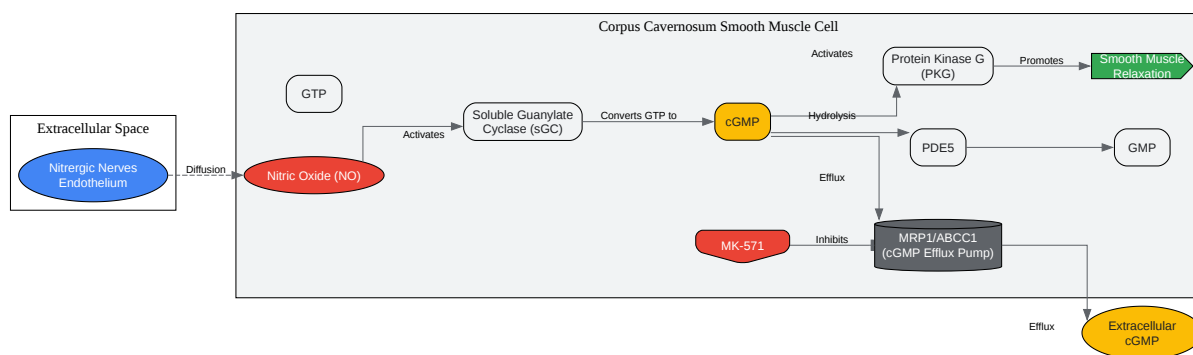 Corpus Cavernosum Smooth Muscle Cell
Activates
Protein Kinase G
(PKG)
Promotes
Smooth Muscle
Relaxation
GTP
Soluble Guanylate
Cyclase (sGC)
Converts GTP to
cGMP
Hydrolysis
Extracellular Space
Activates
PDE5
GMP
Nitrergic Nerves
Endothelium
Diffusion
Nitric Oxide (NO)
Efflux
MK-571
Inhibits
MRP1/ABCC1
(cGMP Efflux Pump)
Efflux
Extracellular
cGMP